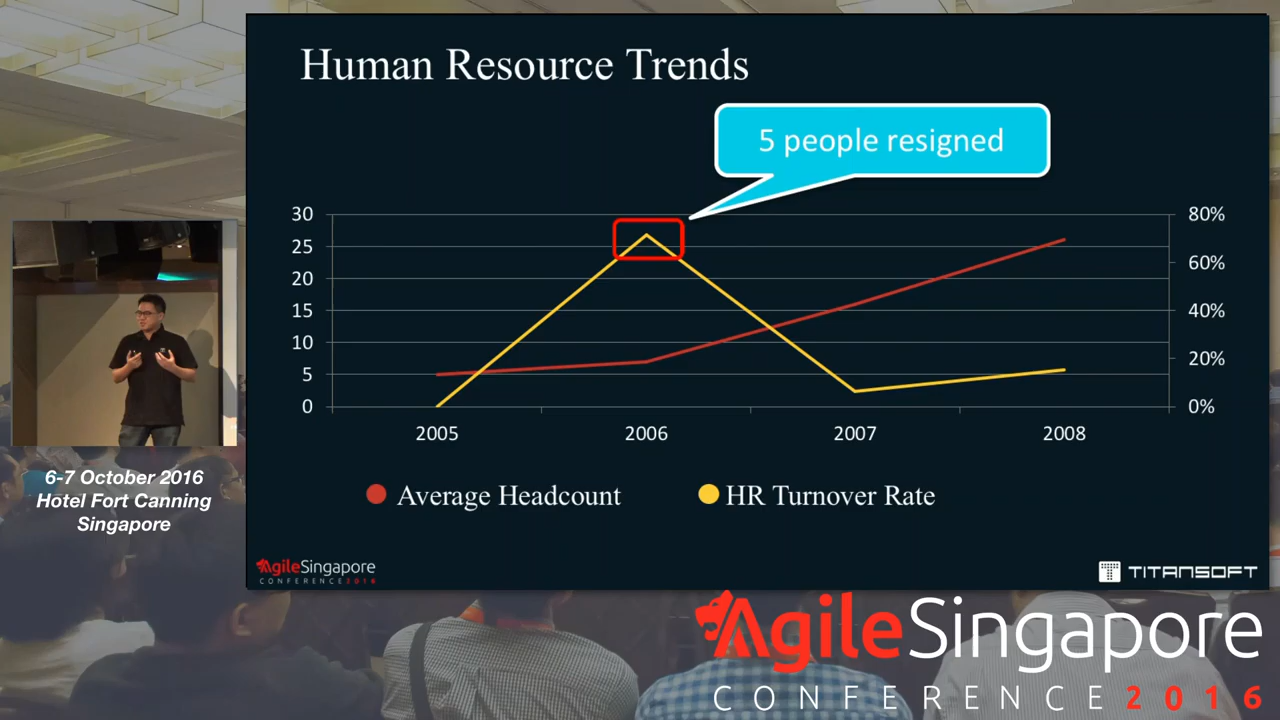 Human Resource Trends
5 people resigned
30
25
20
15
10
5
0
80%
60%
40%
20%
0%
2005 2006 2007 2008
Average Headcount HR Turnover Rate
AgileSingapore
CONFERENCE2016
TITANSOFT
6-7 October 2016
Hotel Fort Canning
Singapore
AgileSingapore
CONFERENCE 2016